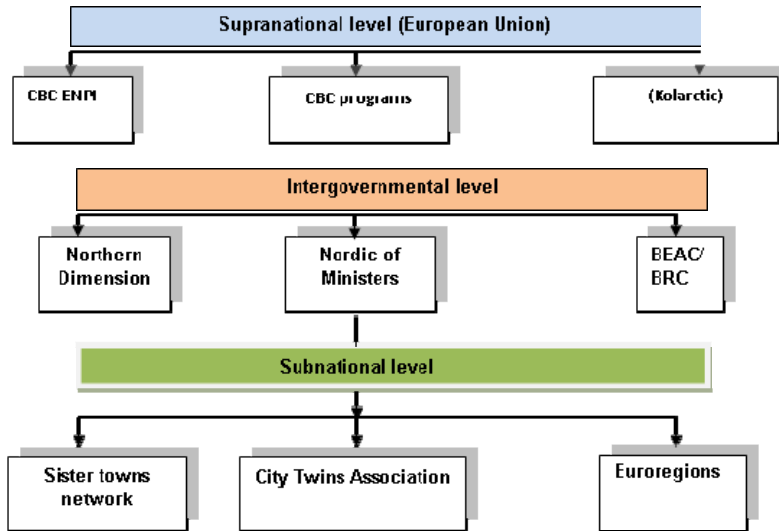 Supranational level (European Union)
CBC ENPI
CBC programs
(Kolarctic)
Intergovernmental level
Northern
Dimension
Nordic of
Ministers
BEAC/
BRC
Subnational level
Sister towns
network
City Twins Association
Euroregions